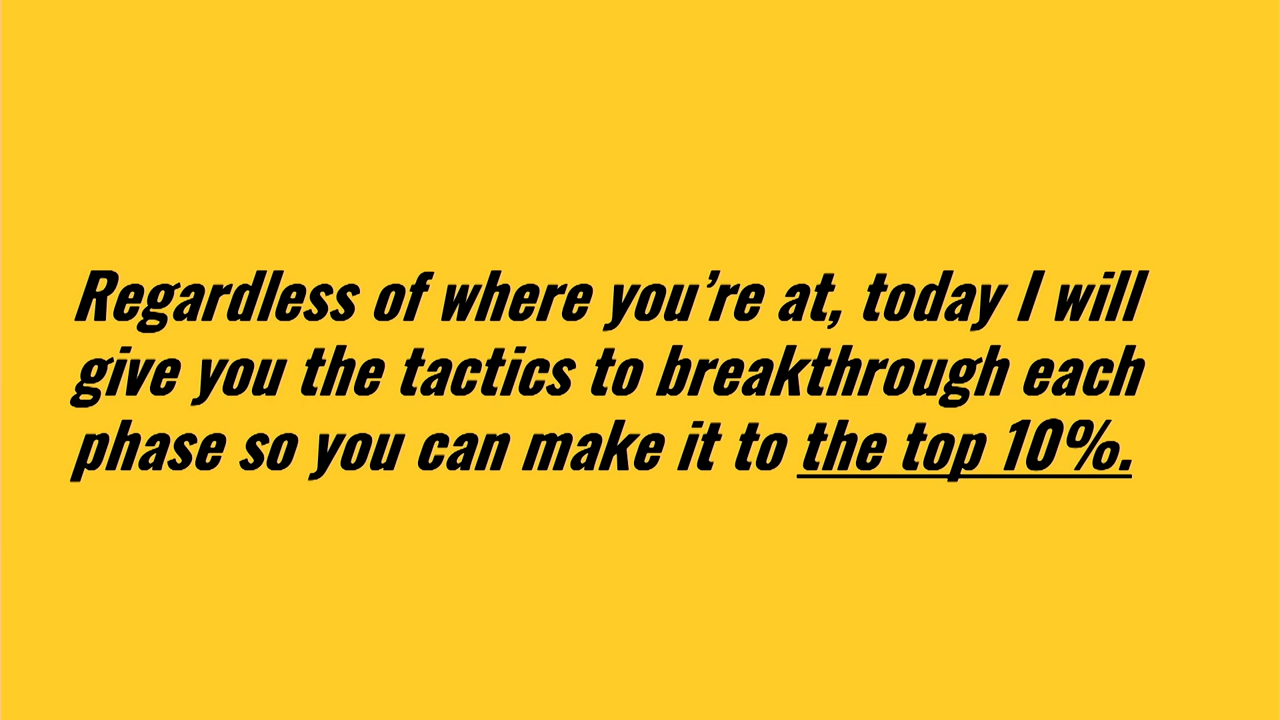 Regardless of where you’re at, today I will
give you the tactics to breakthrough each
phase so you can make it to the top 10%.